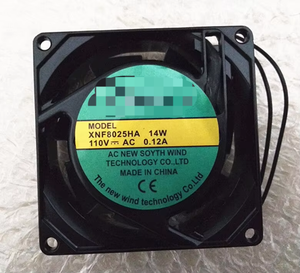 MODEL
XNF8025HA 14W
110V⎓ AC 0.12A
AC NEW SOYTH WIND
TECHNOLOGY CO.,LTD
MADE IN CHINA
CE
The new wind technology Co.,Ltd